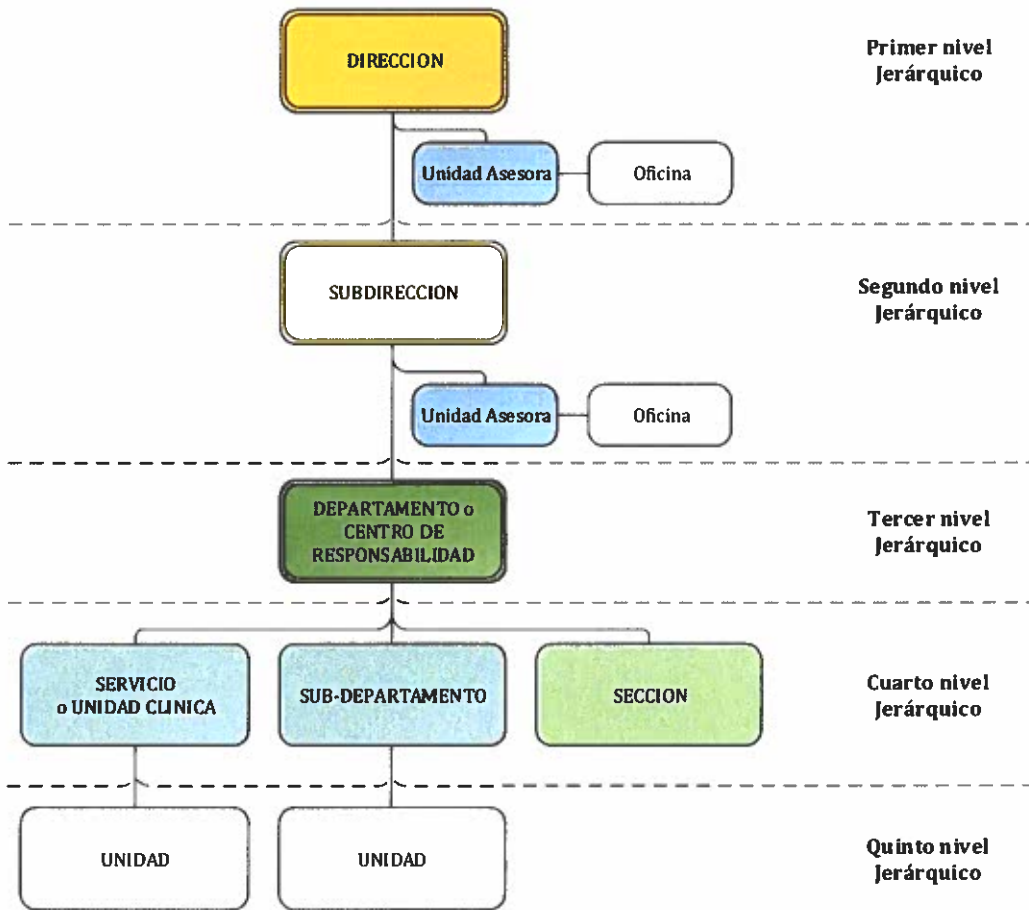 DIRECCION
Primer nivel
Jerárquico
Unidad Asesora
Oficina
SUBDIRECCION
Segundo nivel
Jerárquico
Unidad Asesora
Oficina
DEPARTAMENTO o
CENTRO DE
RESPONSABILIDAD
Tercer nivel
Jerárquico
SERVICIO
o UNIDAD CLINICA
SUB-DEPARTAMENTO
SECCION
Cuarto nivel
Jerárquico
UNIDAD
UNIDAD
Quinto nivel
Jerárquico